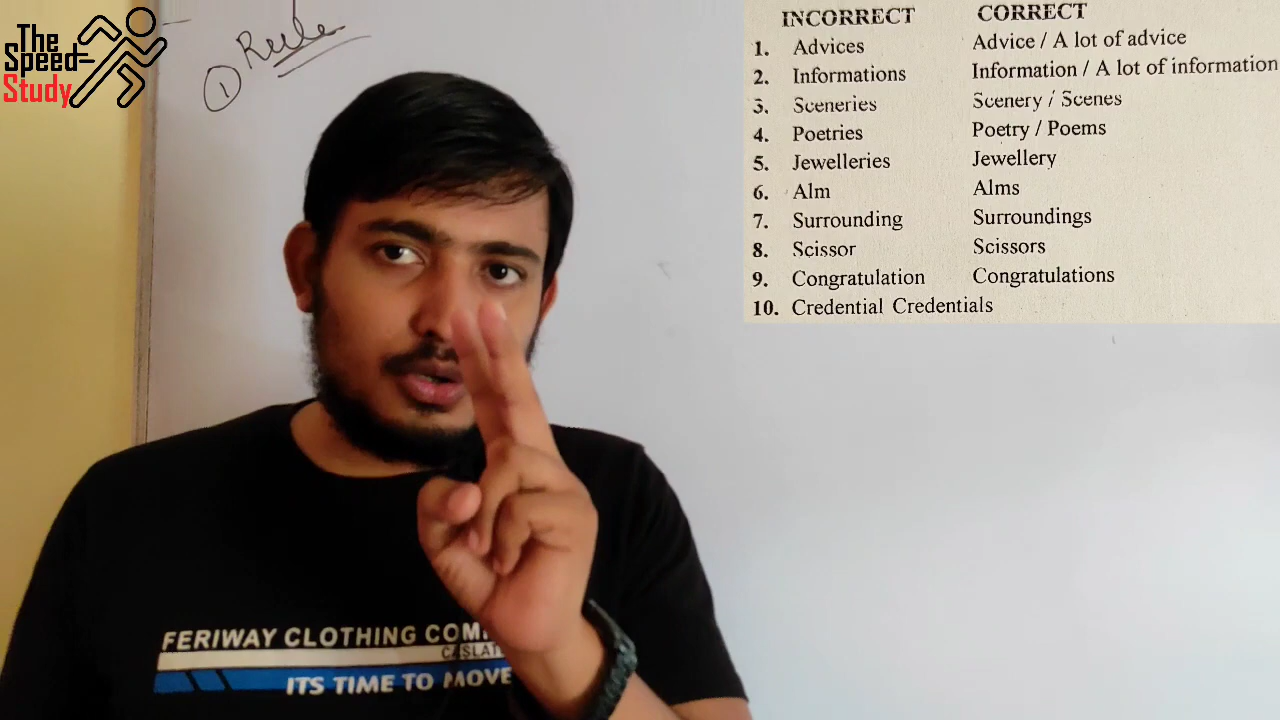 The
Speed
Study
① Rule
INCORRECT CORRECT
1. Advices Advice / A lot of advice
2. Informations Information / A lot of information
3. Sceneries Scenery / Scenes
4. Poetries Poetry / Poems
5. Jewelleries Jewellery
6. Alm Alms
7. Surrounding Surroundings
8. Scissor Scissors
9. Congratulation Congratulations
10. Credential Credentials
FERIWAY CLOTHING
ITS TIME TO MOVE